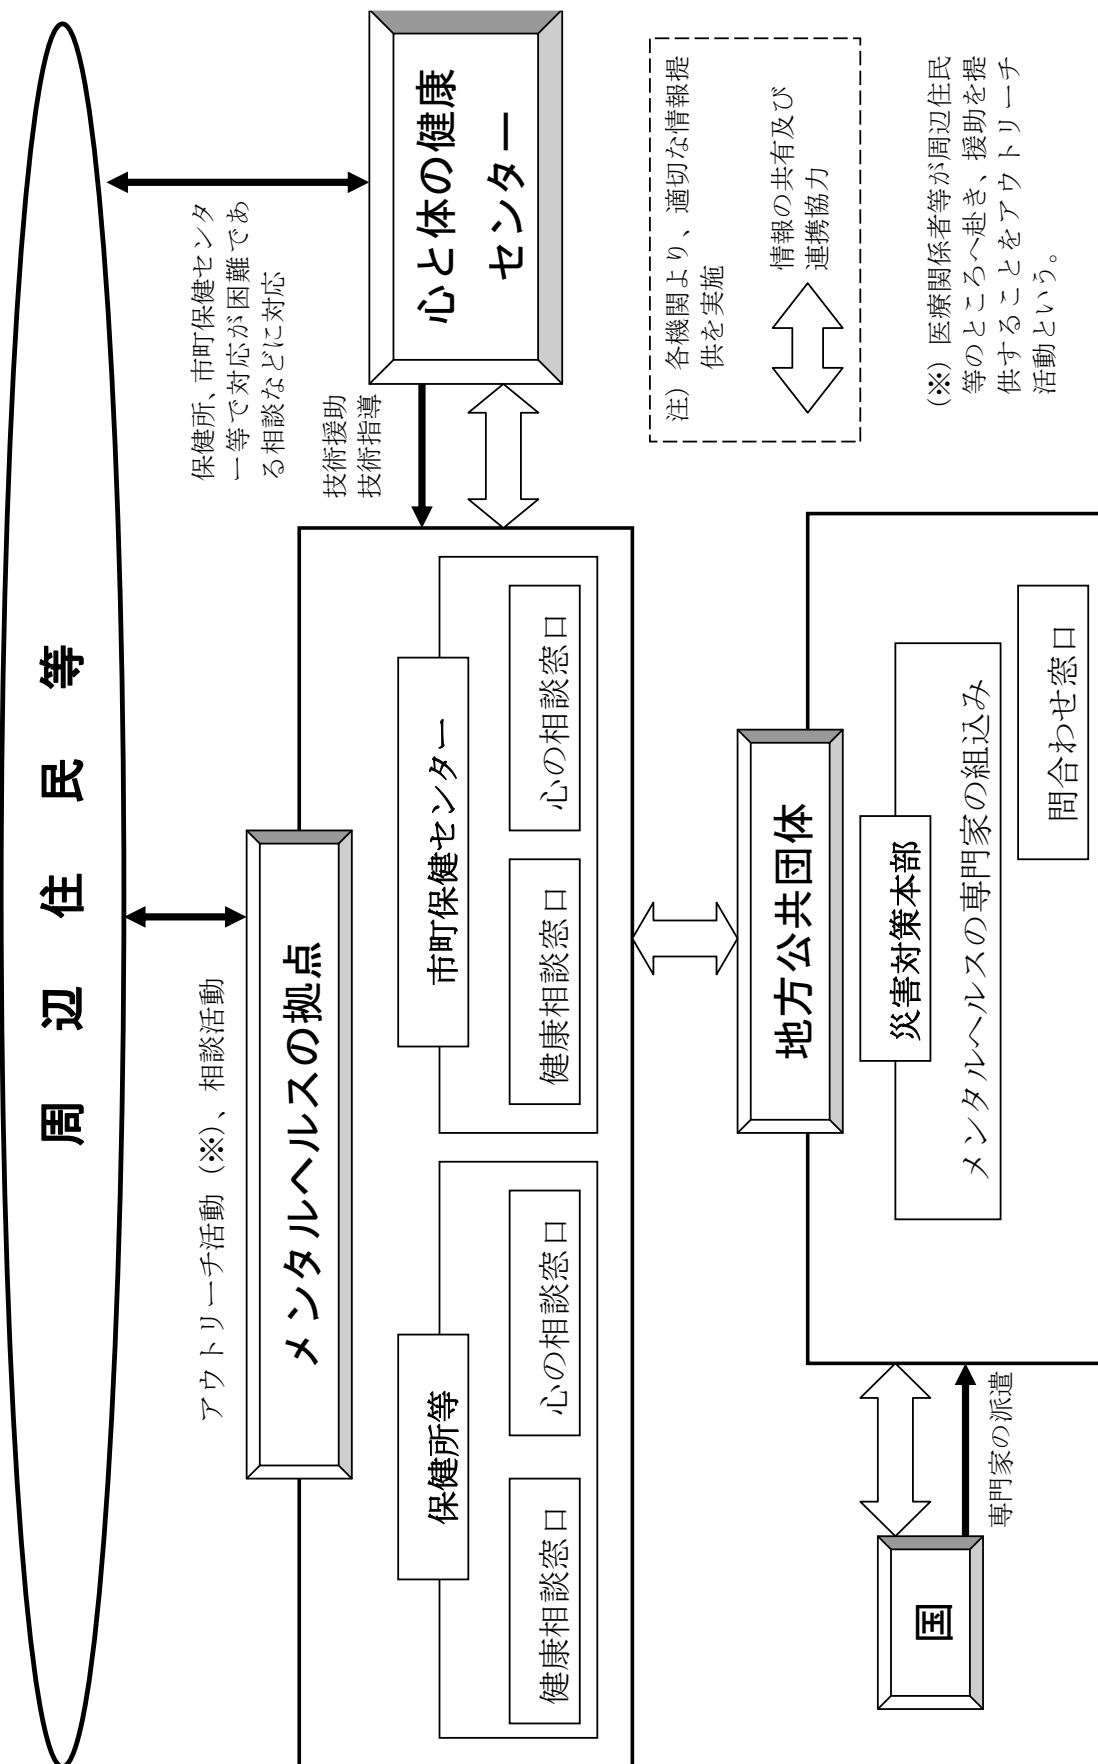 周辺住民等
アウトリーチ活動（※）、相談活動
保健所、市町保健センタ
ー等で対応が困難であ
る相談などに対応
メンタルヘルスの拠点
技術援助
技術指導
心と体の健康
センター
保健所等
健康相談窓口
心の相談窓口
市町保健センター
健康相談窓口
心の相談窓口
注）各機関より、適切な情報提
供を実施
情報の共有及び
連携協力
地方公共団体
災害対策本部
メンタルヘルスの専門家の組込み
問合わせ窓口
国
専門家の派遣
（※）医療関係者等が周辺住民
等のところへ赴き、援助を提
供することをアウトリーチ
活動という。